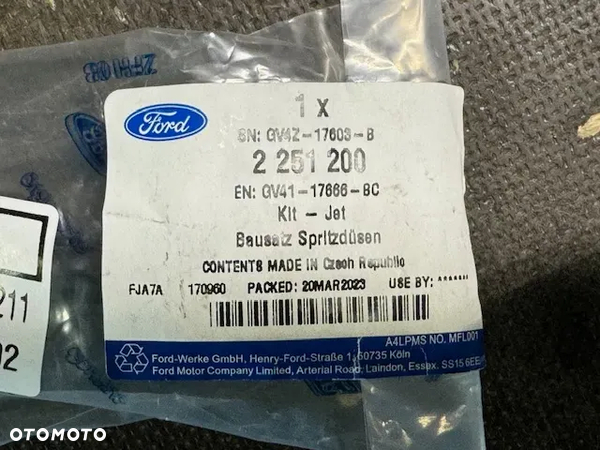 Ford
1 X
SN: GV4Z-17603-B
2 251 200
EN: GV41-17666-BC
Kit - Jet
Bausatz Spritzdüsen
CONTENTS MADE IN Czech Republic
FJA7A 170960 PACKED: 20MAR2023 USE BY: ******
A4LPMS NO. MFL001
Ford-Werke GmbH, Henry-Ford-Straße 1, 50735 Köln
Ford Motor Company Limited, Arterial Road, Laindon, Essex. SS15 6EE
211
02
OTOMOTO